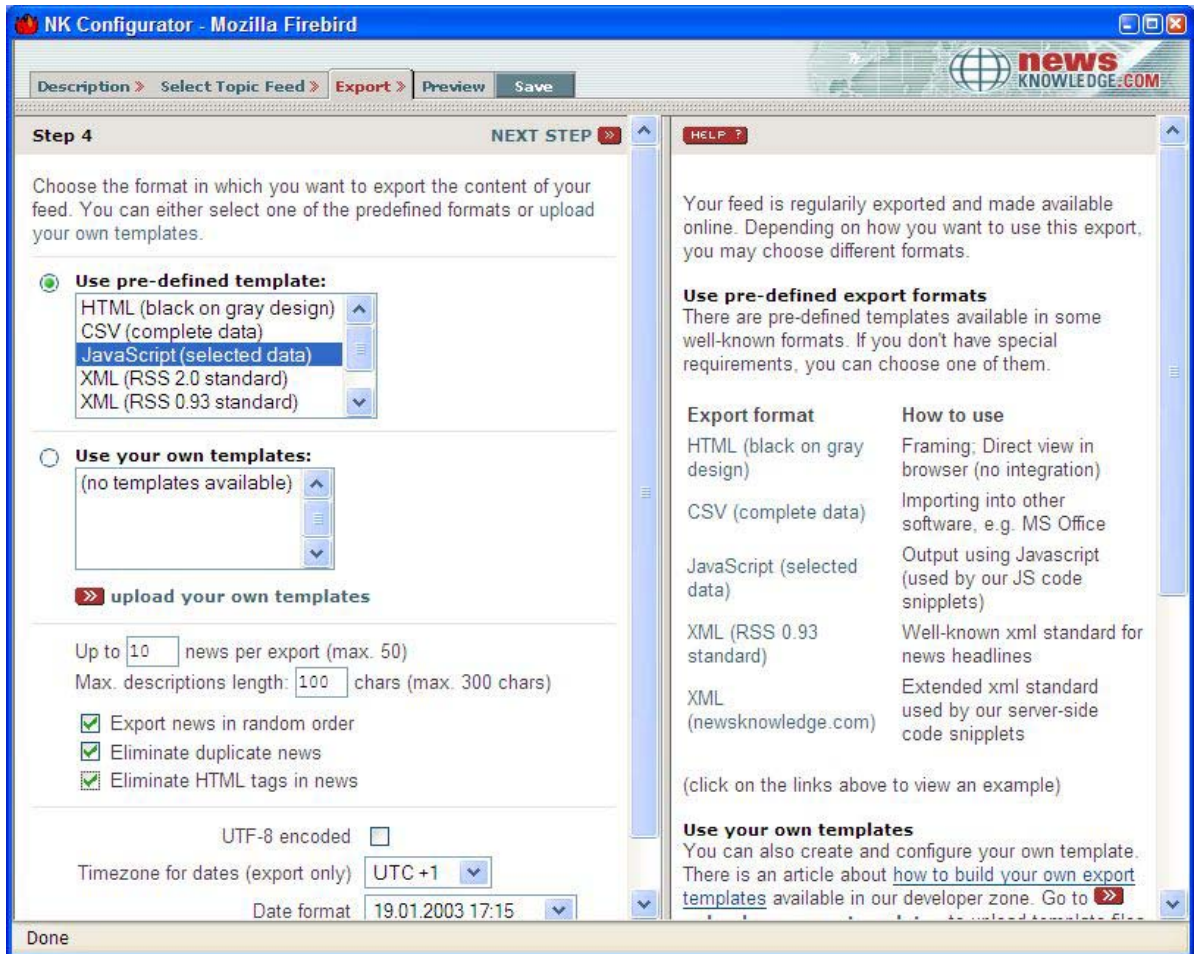 NK Configurator - Mozilla Firebird
Description » Select Topic Feed » Export » Preview Save
news
KNOWLEDGE:COM
Step 4
NEXT STEP »
Choose the format in which you want to export the content of your
feed. You can either select one of the predefined formats or upload
your own templates.
Use pre-defined template:
HTML (black on gray design)
CSV (complete data)
JavaScript (selected data)
XML (RSS 2.0 standard)
XML (RSS 0.93 standard)
Use your own templates:
(no templates available)
» upload your own templates
Up to 10 news per export (max. 50)
Max. descriptions length: 100 chars (max. 300 chars)
Export news in random order
Eliminate duplicate news
Eliminate HTML tags in news
UTF-8 encoded
Timezone for dates (export only) UTC +1
Date format 19.01.2003 17:15
HELP ?
Your feed is regularily exported and made available
online. Depending on how you want to use this export,
you may choose different formats.
Use pre-defined export formats
There are pre-defined templates available in some
well-known formats. If you don't have special
requirements, you can choose one of them.
Export format How to use
HTML (black on gray
design)
Framing; Direct view in
browser (no integration)
CSV (complete data)
Importing into other
software, e.g. MS Office
JavaScript (selected
data)
Output using Javascript
(used by our JS code
snipplets)
XML (RSS 0.93
standard)
Well-known xml standard for
news headlines
XML
(newsknowledge.com)
Extended xml standard
used by our server-side
code snipplets
(click on the links above to view an example)
Use your own templates
You can also create and configure your own template.
There is an article about how to build your own export
templates available in our developer zone. Go to »
Done